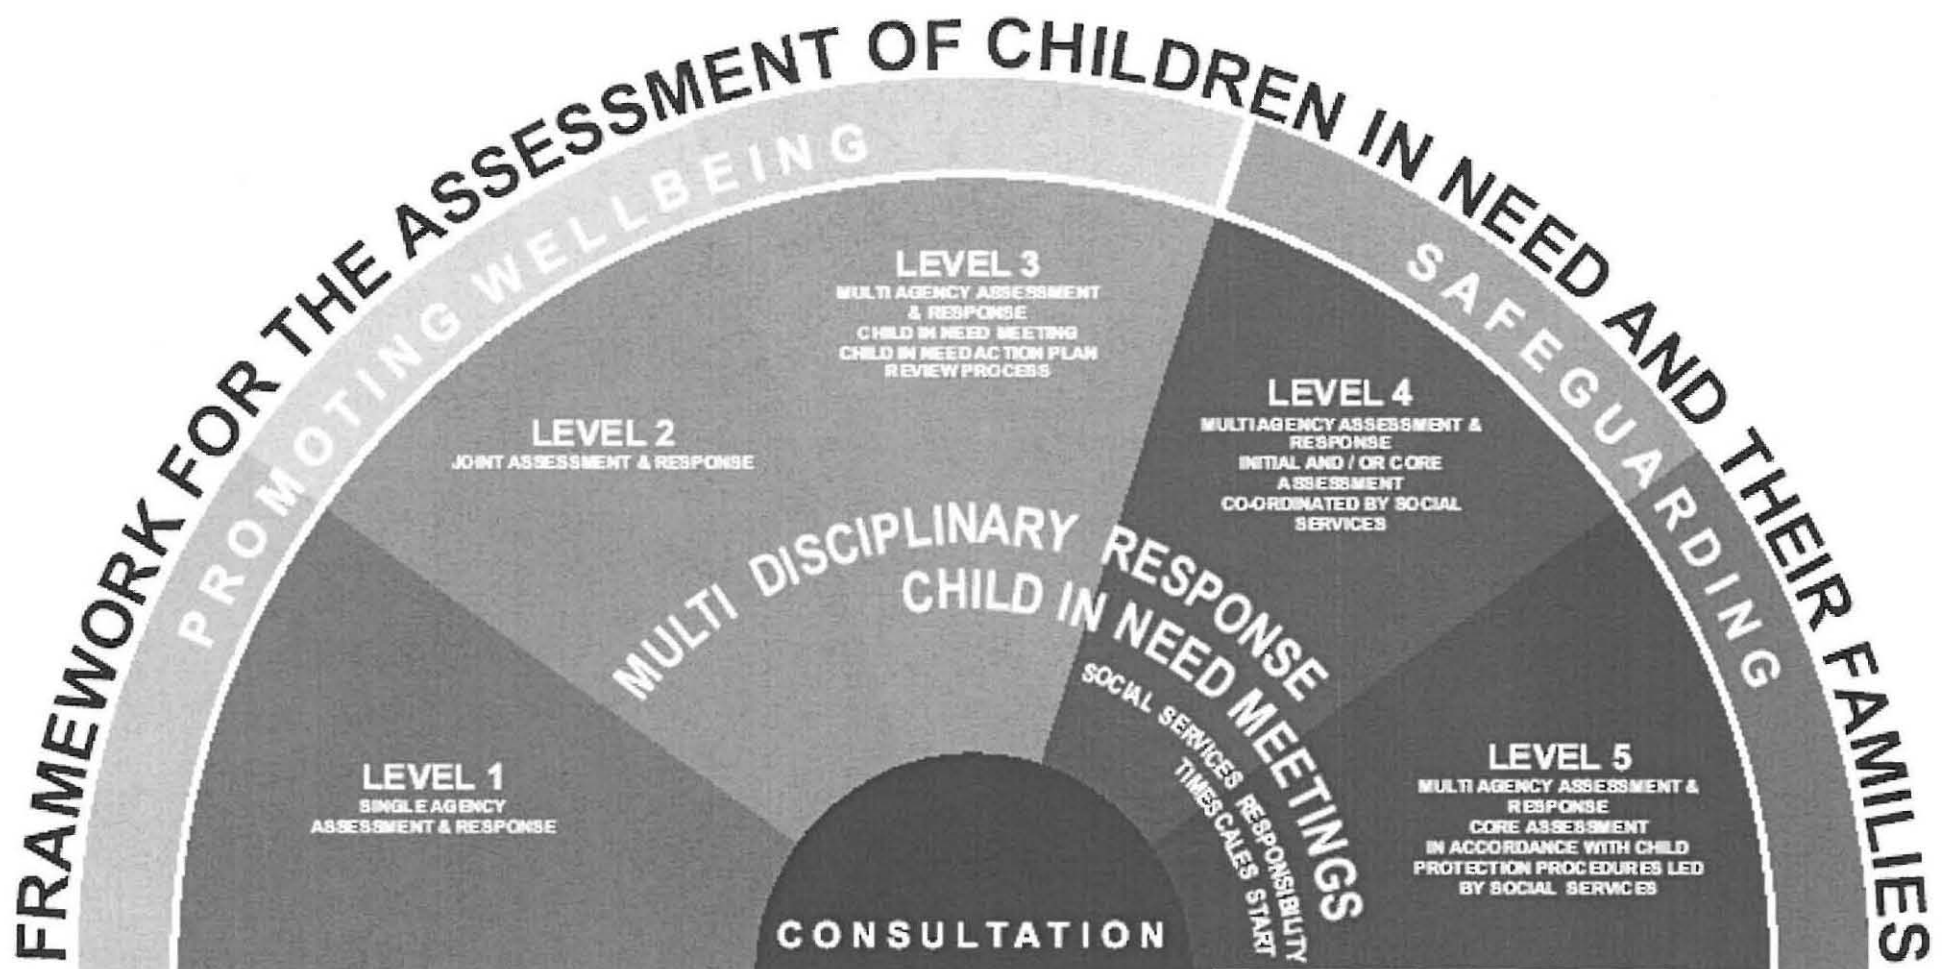 FRAMEWORK FOR THE ASSESSMENT OF CHILDREN IN NEED AND THEIR FAMILIES
PROMOTING WELLBEING
SAFEGUARDING
LEVEL 1
SINGLE AGENCY
ASSESSMENT & RESPONSE
LEVEL 2
JOINT ASSESSMENT & RESPONSE
LEVEL 3
MULTI AGENCY ASSESSMENT
& RESPONSE
CHILD IN NEED MEETING
CHILD IN NEED ACTION PLAN
REVIEW PROCESS
LEVEL 4
MULTI AGENCY ASSESSMENT &
RESPONSE
INITIAL AND / OR CORE
ASSESSMENT
CO-ORDINATED BY SOCIAL
SERVICES
LEVEL 5
MULTI AGENCY ASSESSMENT &
RESPONSE
CORE ASSESSMENT
IN ACCORDANCE WITH CHILD
PROTECTION PROCEDURES LED
BY SOCIAL SERVICES
MULTI DISCIPLINARY RESPONSE
CHILD IN NEED MEETINGS
SOCIAL SERVICES RESPONSIBILITY
TIMESCALES START
CONSULTATION